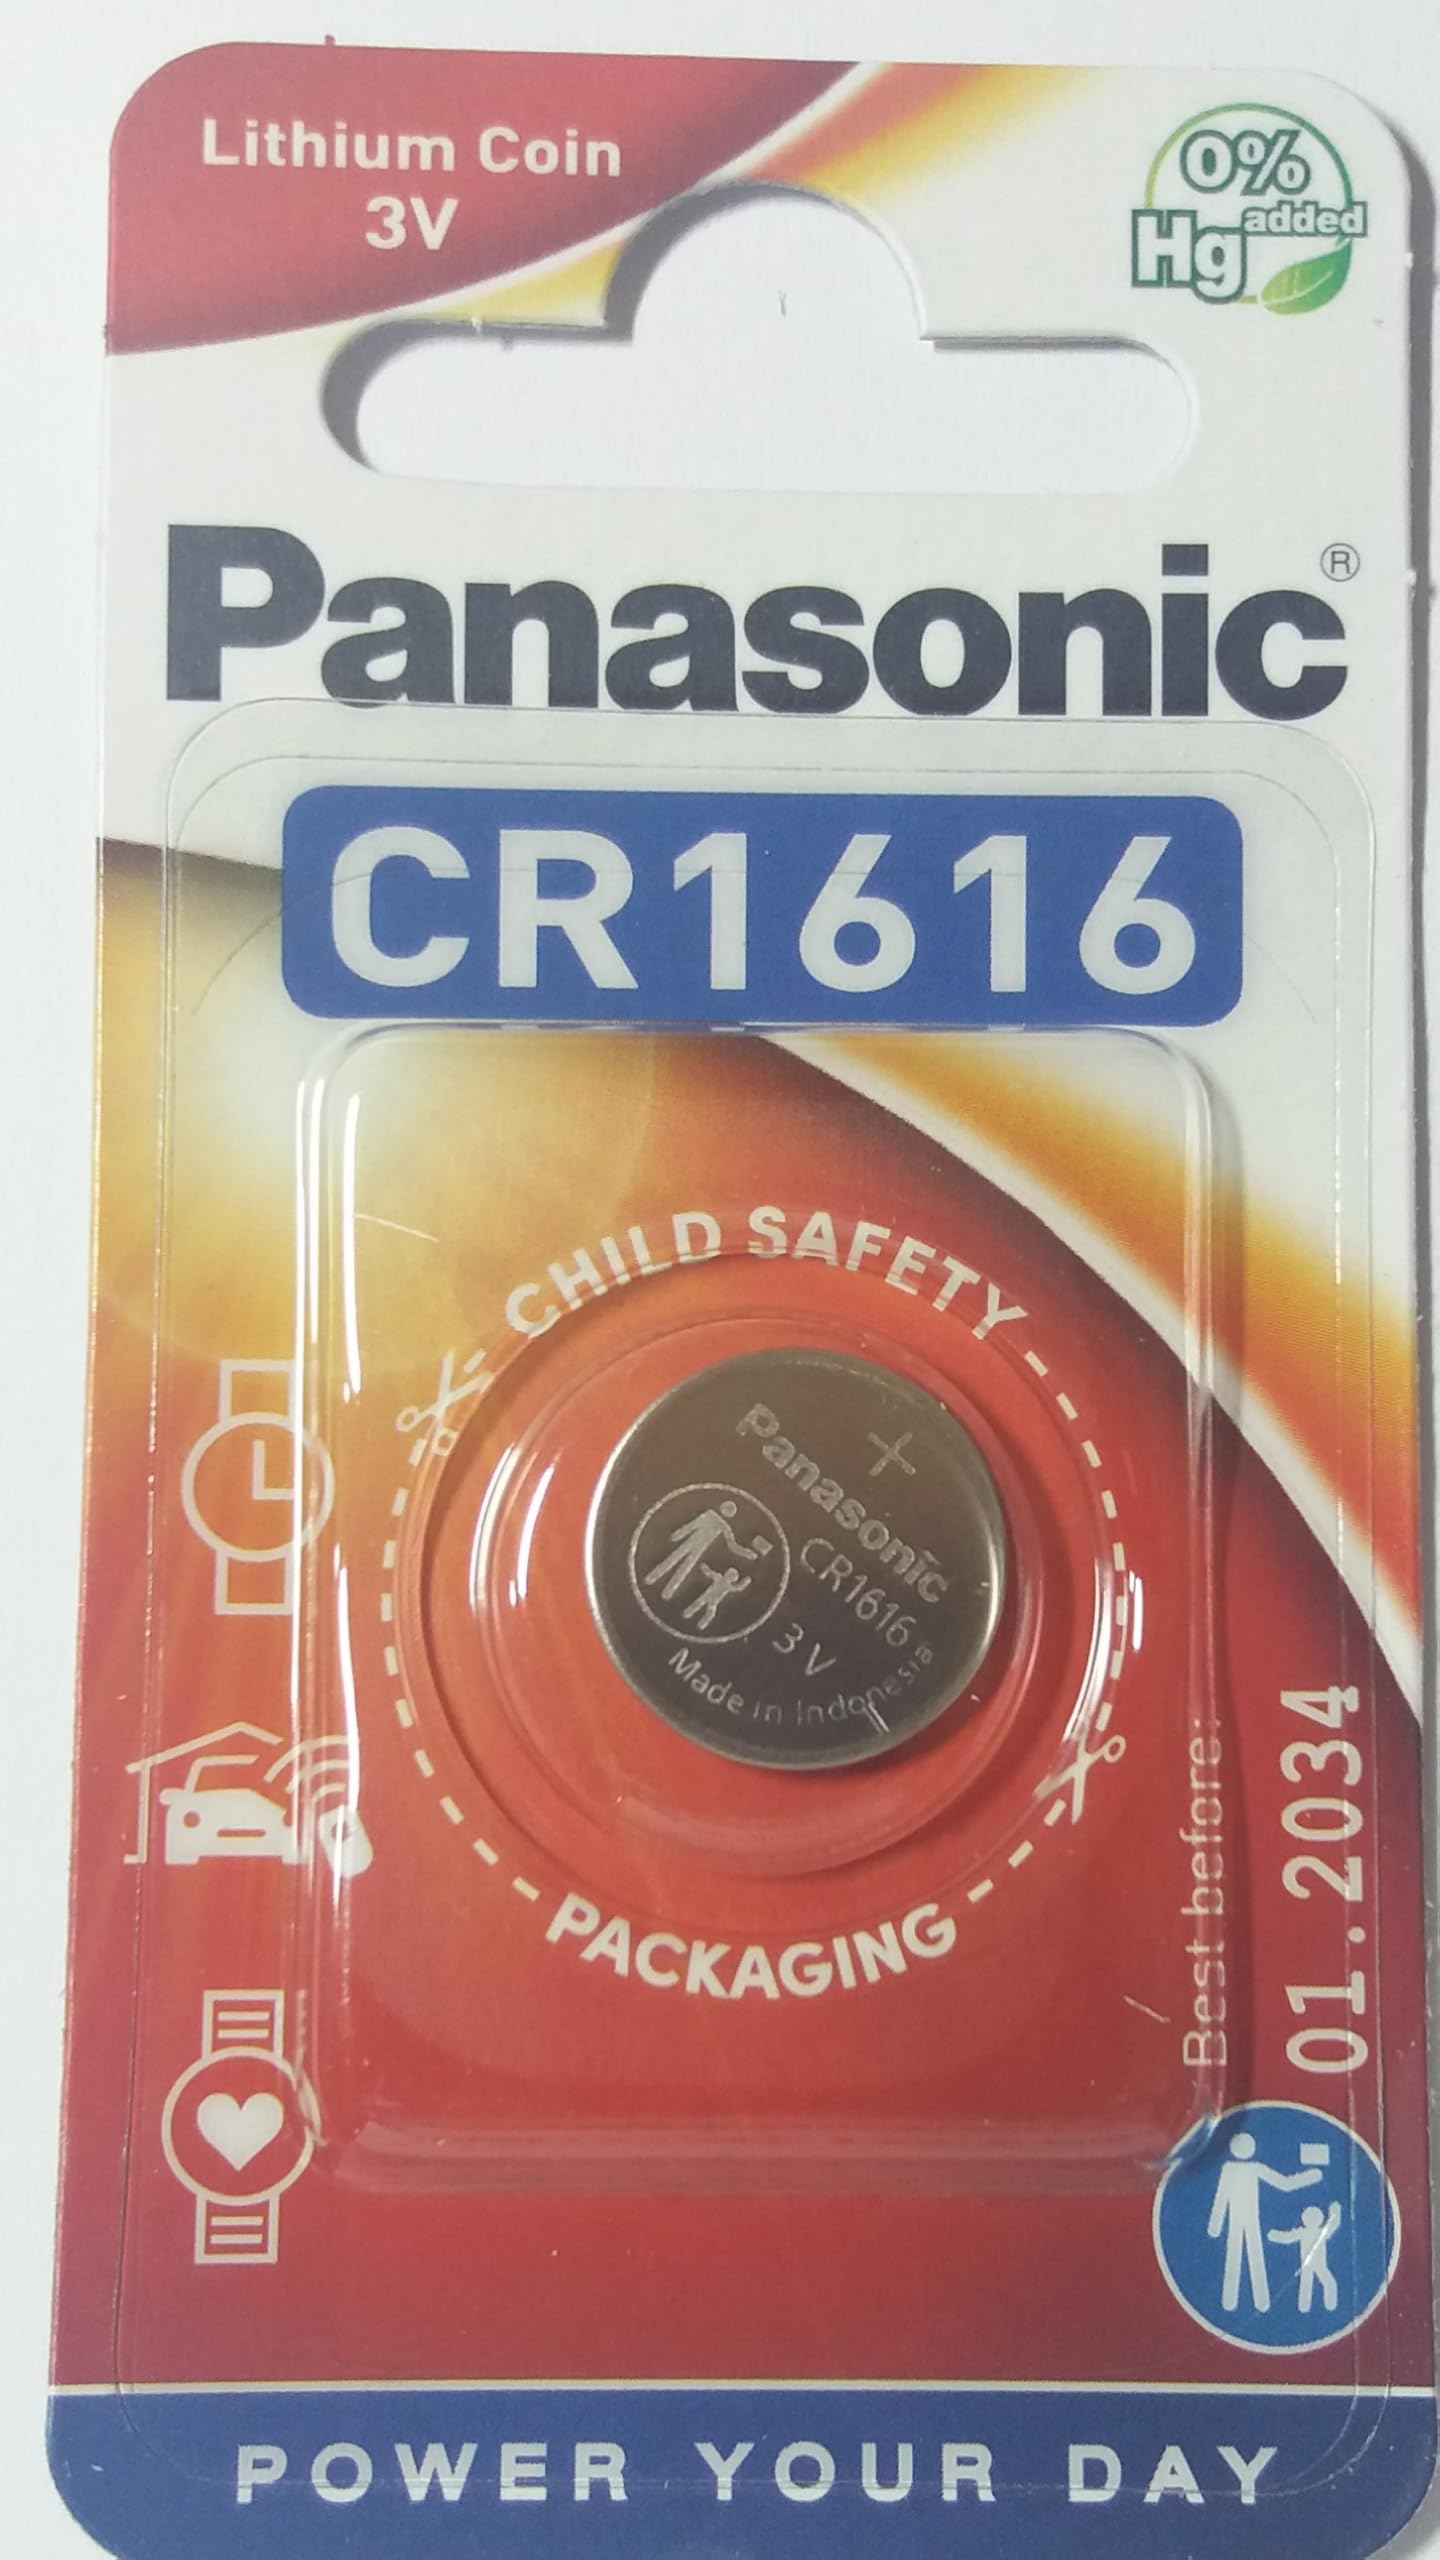 Lithium Coin
3V
0%
Hg added
Panasonic®
CR1616
CHILD SAFETY
+
Panasonic
CR1616
3 V
Made in Indonesia
PACKAGING
Best before:
01.2034
POWER YOUR DAY